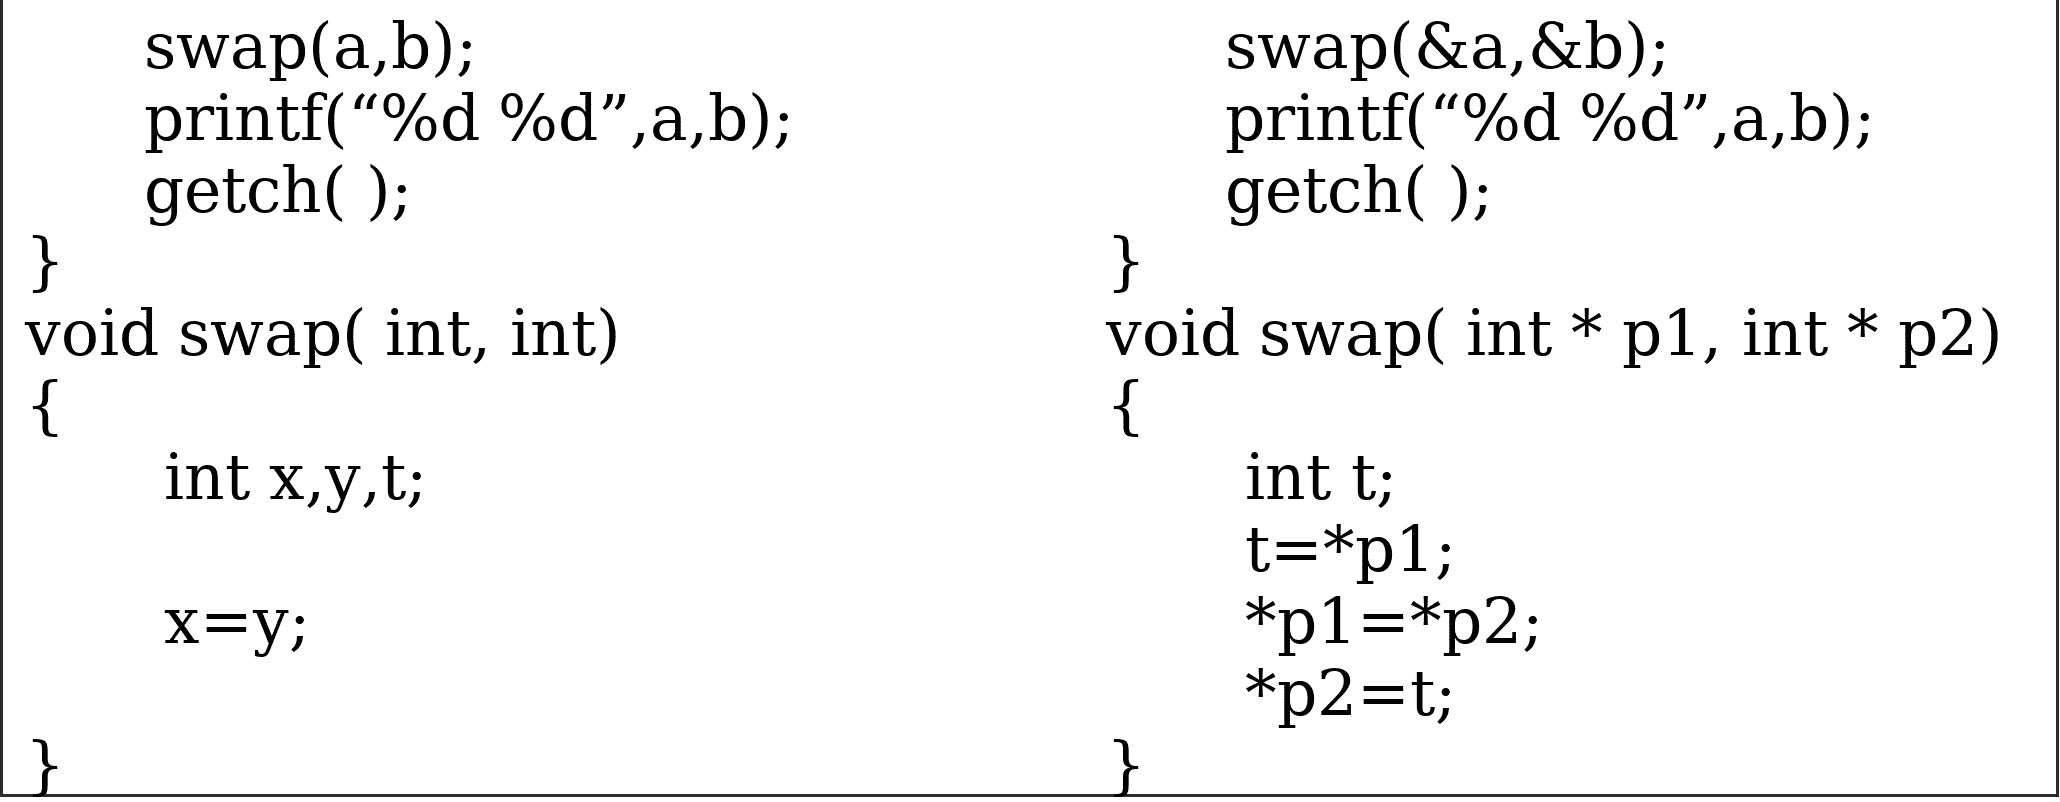 swap(a,b);
printf(“%d %d”,a,b);
getch( );
}
void swap( int, int)
{
int x,y,t;
x=y;
}
swap(&a,&b);
printf(“%d %d”,a,b);
getch( );
}
void swap( int * p1, int * p2)
{
int t;
t=*p1;
*p1=*p2;
*p2=t;
}